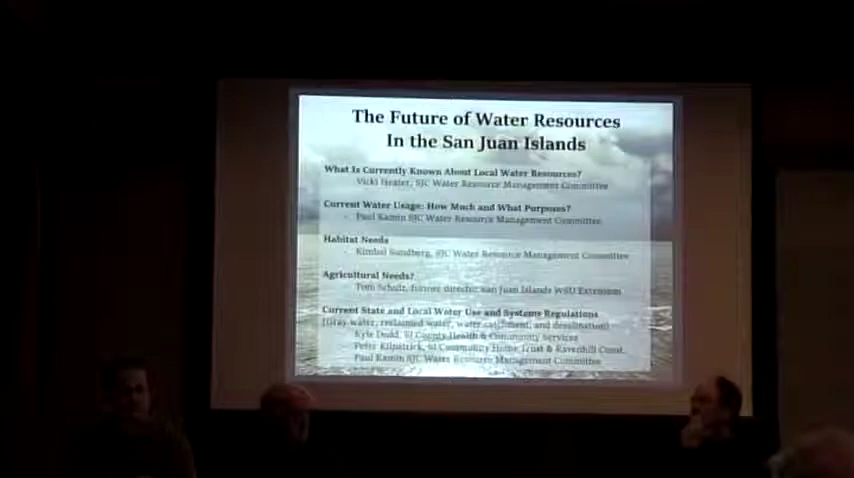 The Future of Water Resources
In the San Juan Islands
What Is Currently Known About Local Water Resources?
Vicki Heater, SJC Water Resource Management Committee
Current Water Usage: How Much and What Purposes?
Paul Kamin SJC Water Resource Management Committee
Habitat Needs
Kimbal Sundberg, SJC Water Resource Management Committee
Agricultural Needs?
Tom Schultz, former director San Juan Islands WSU Extension
Current State and Local Water Use and Systems Regulations
(Gray water, reclaimed water, water catchment, and desalination)
Kyle Dodd, SJ County Health & Community Services
Peter Kilpatrick, SJ Community Home Trust & Ravenhill Const.
Paul Kamin SJC Water Resource Management Committee